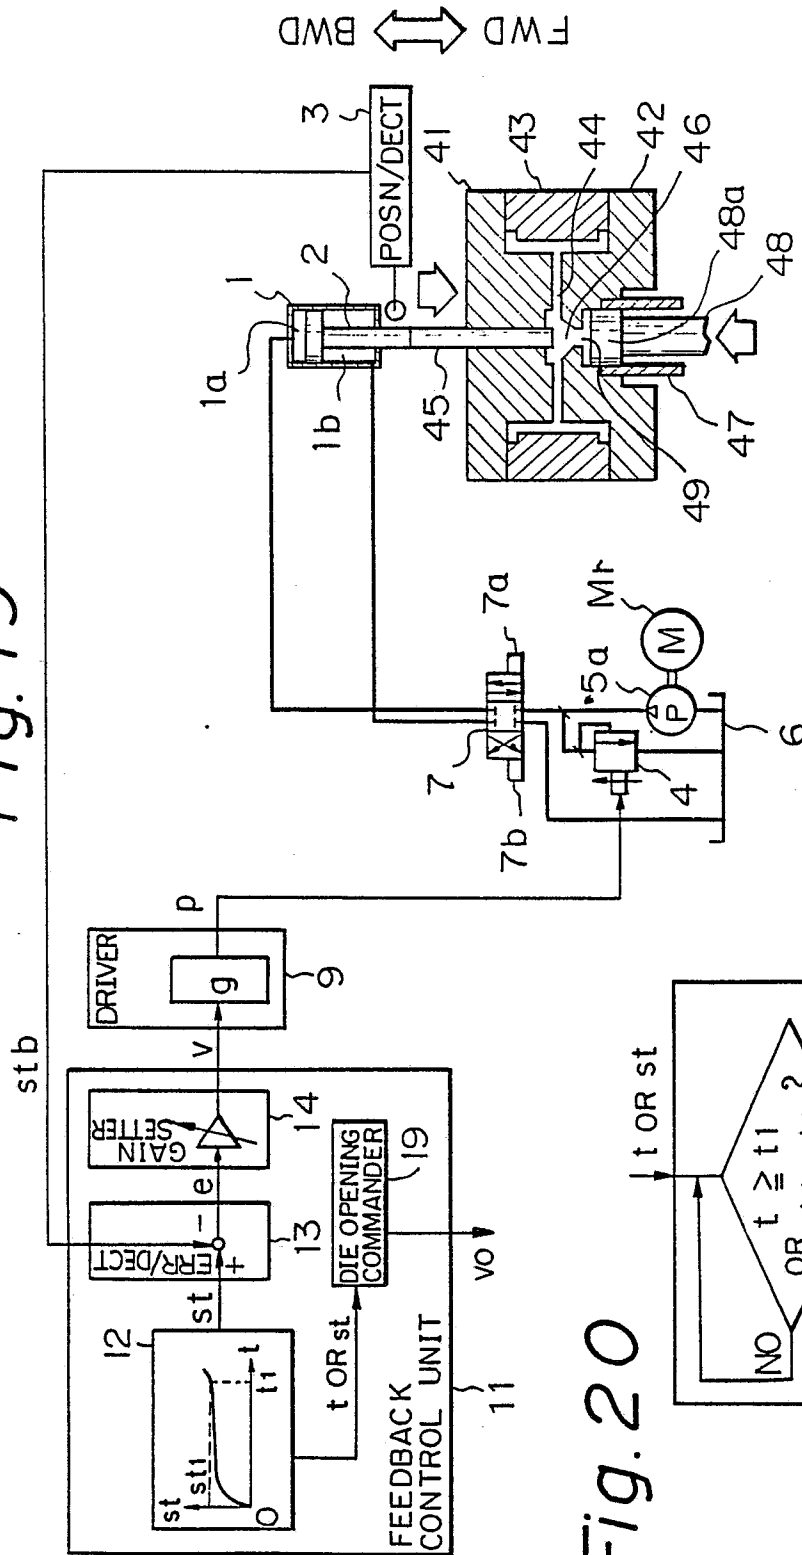 BWD
FWD
stb
3
POSN/DECT
1
1a
2
1b
45
41
43
44
42
46
48a
48
47
49
DRIVER
g
9
p
v
GAIN
SETTER
14
e
ERR/DECT
+
-
13
st
12
st
st1
O
t1
t
t OR st
DIE OPENING
COMMANDER
19
vo
FEEDBACK
CONTROL UNIT
11
7
7a
7b
Mr
M
5a
P
4
6
Fig. 20
t OR st
t ≧ t1
OR
?
NO